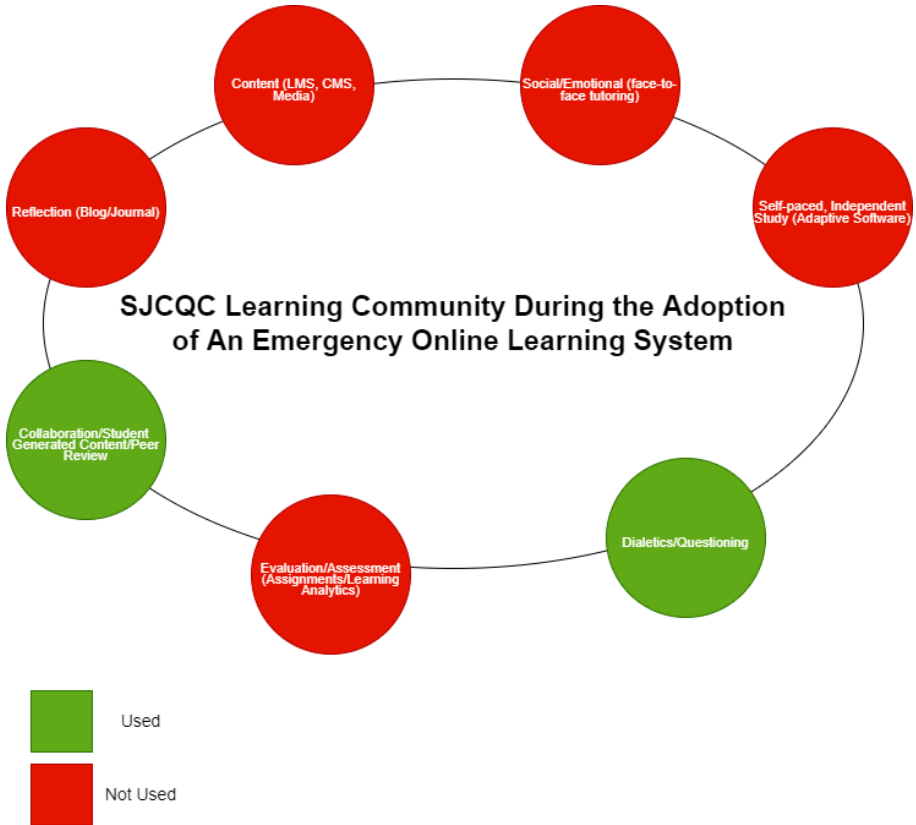 Content (LMS, CMS,
Media)
Social/Emotional (face-to-
face tutoring)
Reflection (Blog/Journal)
Self-paced, Independent
Study (Adaptive Software)
SJCQC Learning Community During the Adoption
of An Emergency Online Learning System
Collaboration/Student
Generated Content/Peer
Review
Dialetics/Questioning
Evaluation/Assessment
(Assignments/Learning
Analytics)
Used
Not Used